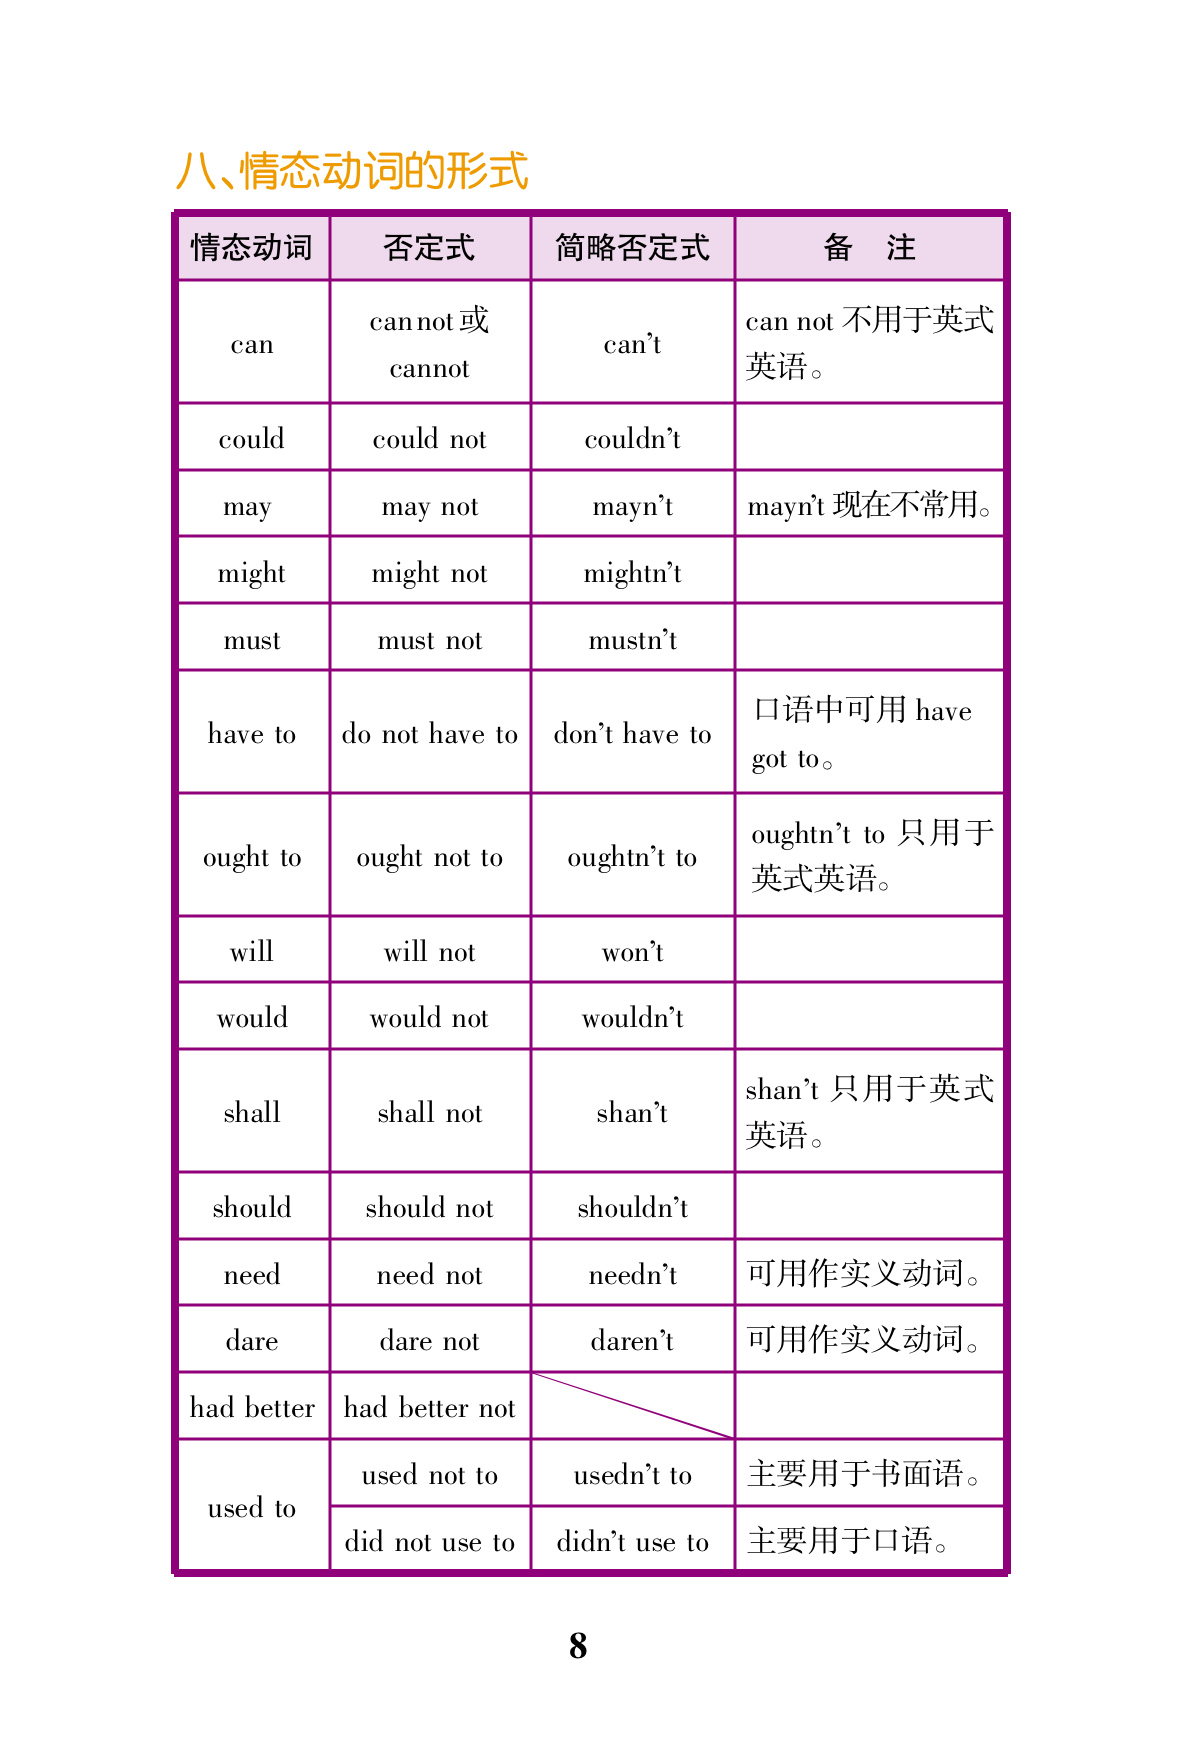 八、情态动词的形式
情态动词 否定式 简略否定式 备 注
can can not或 cannot can't can not 不用于英式
英语。
could could not couldn't
may may not mayn't mayn't 现在不常用。
might might not mightn't
must must not mustn't
have to do not have to don't have to 口语中可用 have
got to。
ought to ought not to oughtn't to oughtn't to 只用于
英式英语。
will will not won't
would would not wouldn't
shall shall not shan't shan't 只用于英式
英语。
should should not shouldn't
need need not needn't 可用作实义动词。
dare dare not daren't 可用作实义动词。
had better had better not
used to used not to usedn't to 主要用于书面语。
did not use to didn't use to 主要用于口语。
8